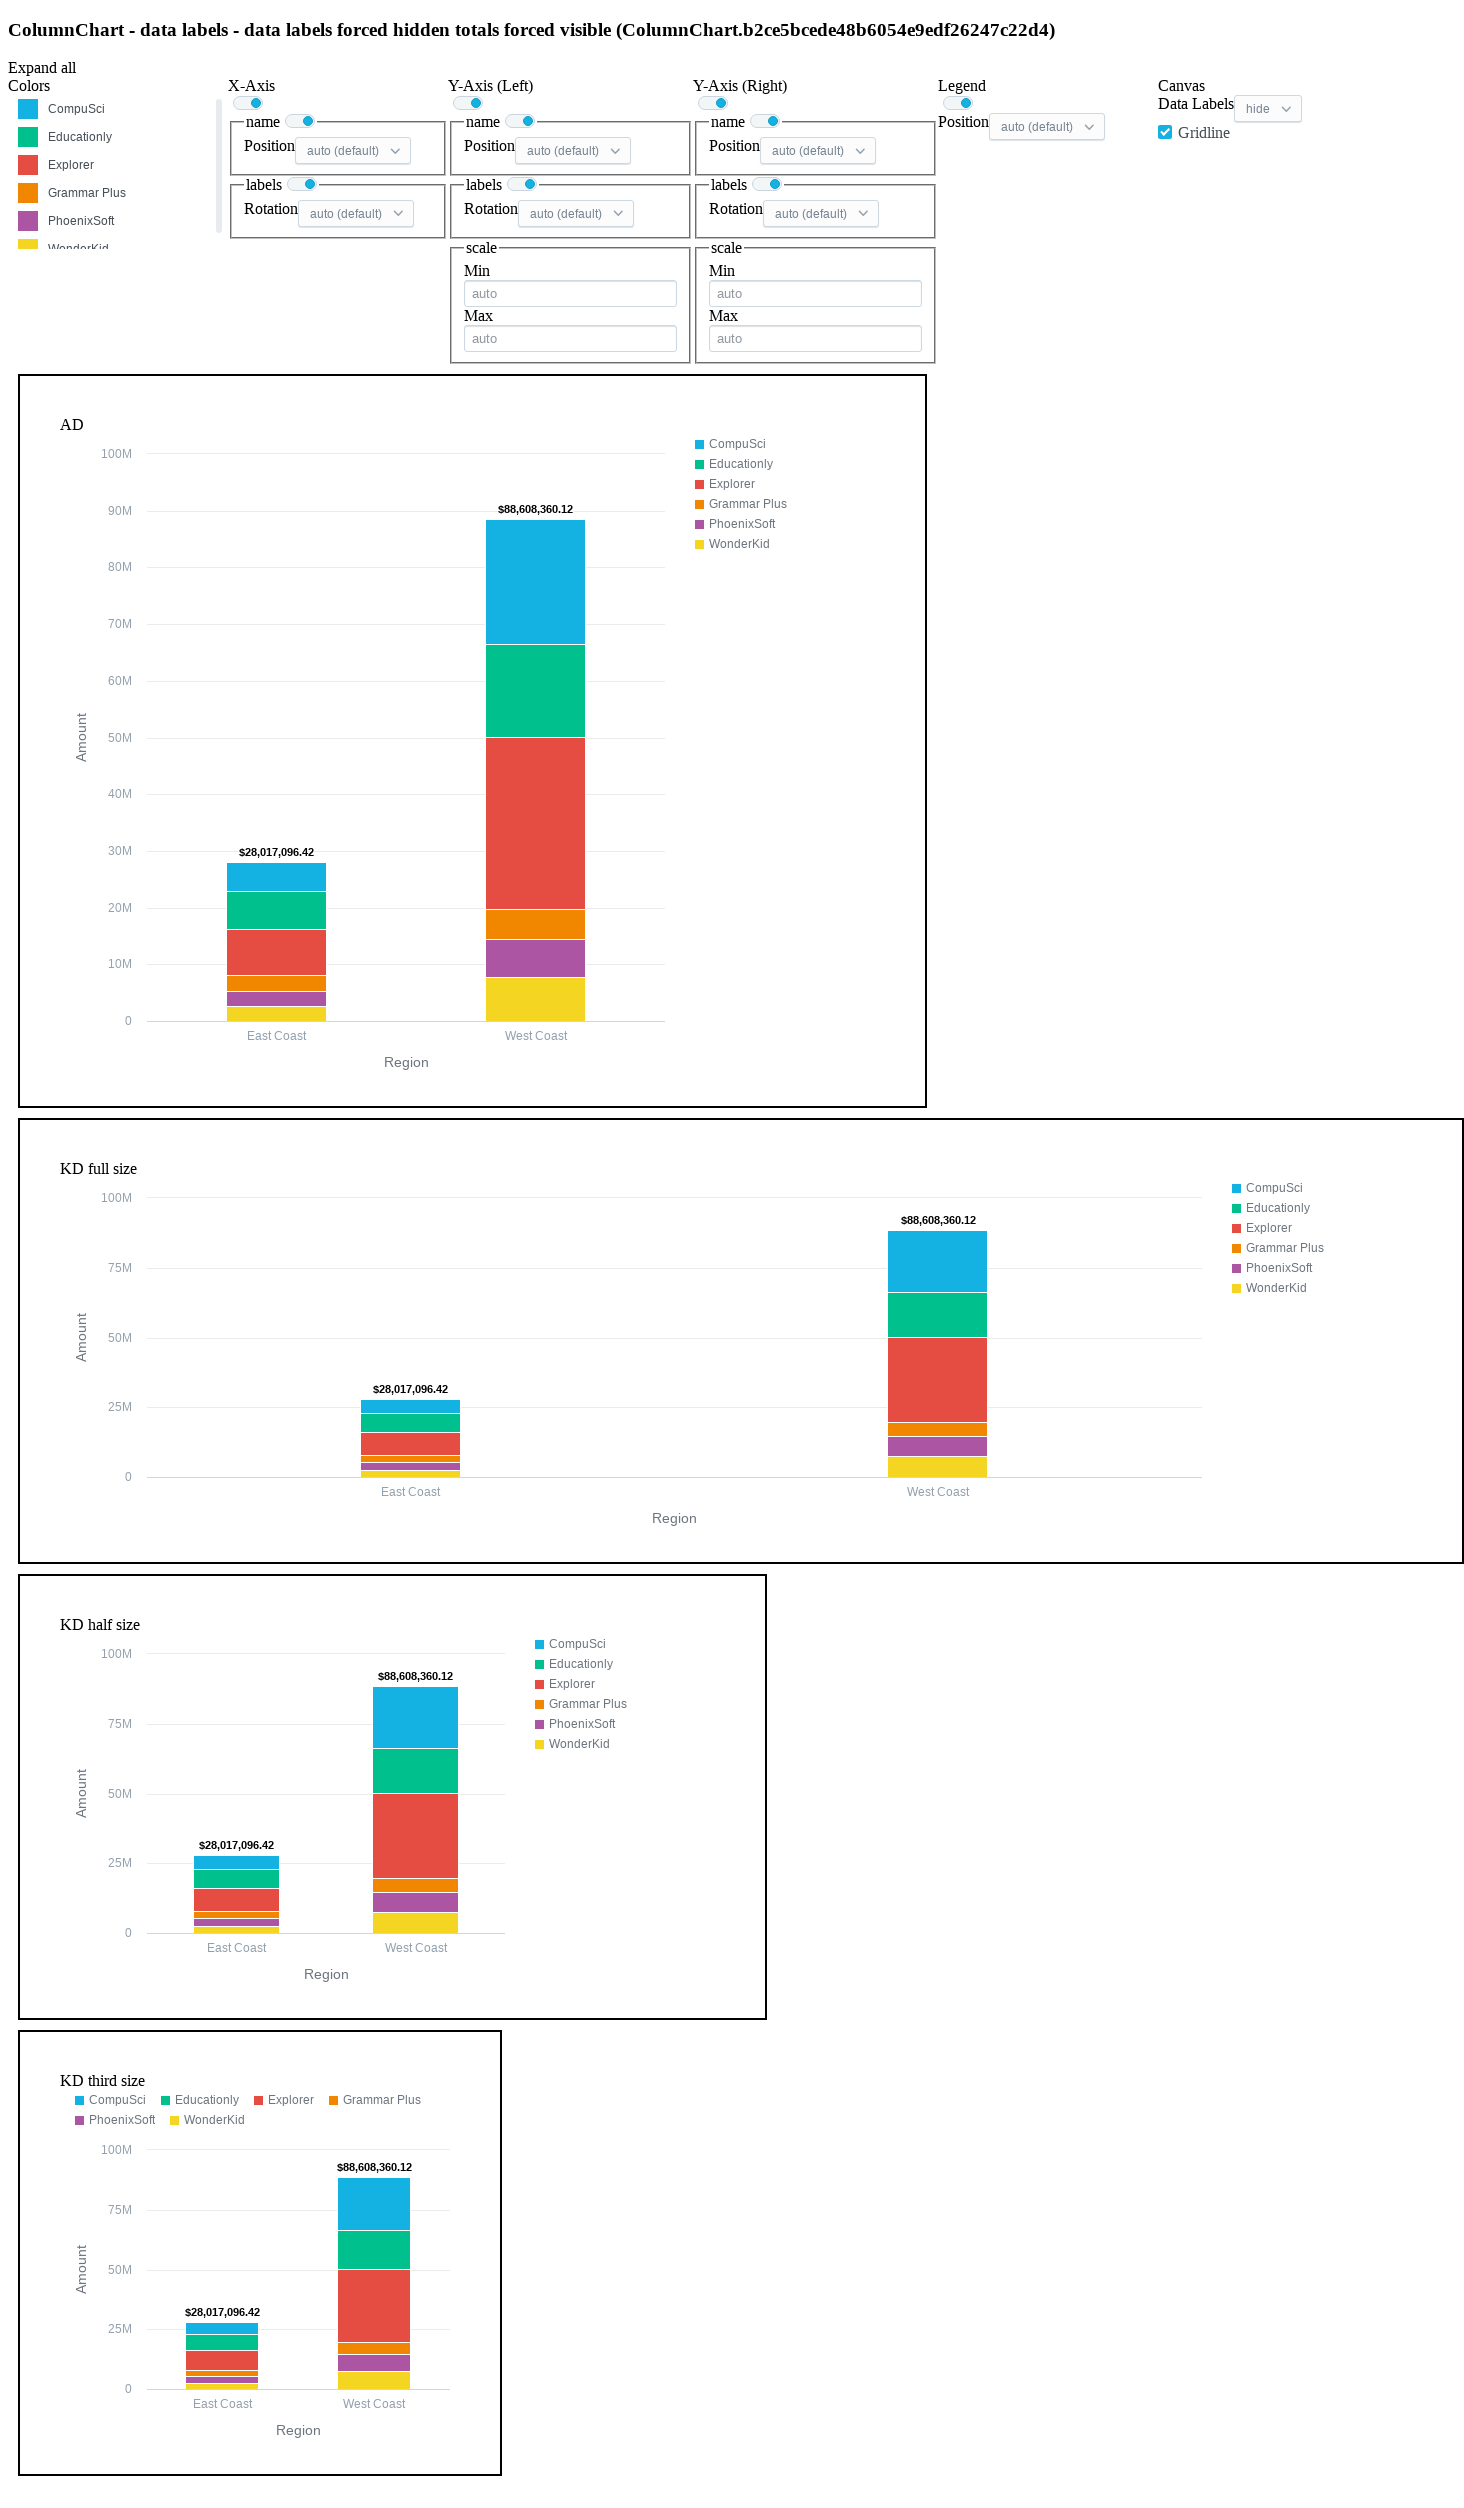 ColumnChart - data labels - data labels forced hidden totals forced visible (ColumnChart.b2ce5bcede48b6054e9edf26247c22d4)
Expand all
Colors
CompuSci
Educationly
Explorer
Grammar Plus
PhoenixSoft
WonderKid
X-Axis
name
Position auto (default)
labels
Rotation auto (default)
Y-Axis (Left)
name
Position auto (default)
labels
Rotation auto (default)
scale
Min
auto
Max
auto
Y-Axis (Right)
name
Position auto (default)
labels
Rotation auto (default)
scale
Min
auto
Max
auto
Legend
Position auto (default)
Canvas
Data Labels hide
Gridline
AD
100M
90M
80M
70M
60M
50M
40M
30M
20M
10M
0
Amount
$28,017,096.42
$88,608,360.12
East Coast
West Coast
Region
CompuSci
Educationly
Explorer
Grammar Plus
PhoenixSoft
WonderKid
KD full size
100M
75M
50M
25M
0
Amount
$28,017,096.42
$88,608,360.12
East Coast
West Coast
Region
CompuSci
Educationly
Explorer
Grammar Plus
PhoenixSoft
WonderKid
KD half size
100M
75M
50M
25M
0
Amount
$28,017,096.42
$88,608,360.12
East Coast
West Coast
Region
CompuSci
Educationly
Explorer
Grammar Plus
PhoenixSoft
WonderKid
KD third size
CompuSci Educationly Explorer Grammar Plus
PhoenixSoft WonderKid
100M
75M
50M
25M
0
Amount
$28,017,096.42
$88,608,360.12
East Coast
West Coast
Region